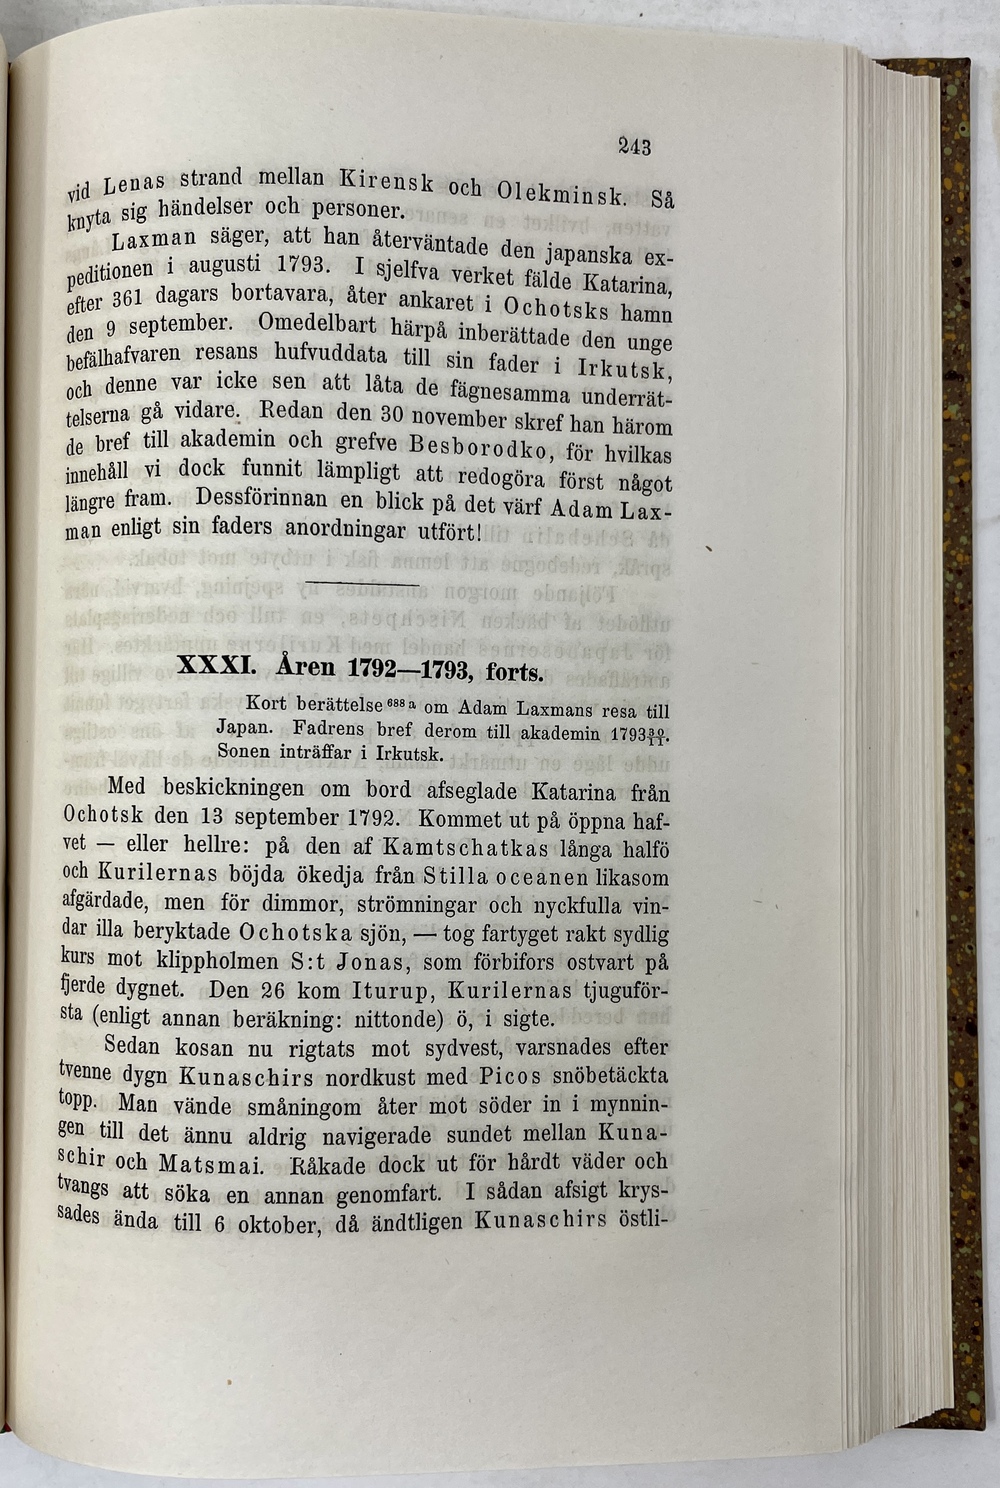 243
vid Lenas strand mellan Kirensk och Olekminsk. Så
knyta sig händelser och personer.
Laxman säger, att han återväntade den japanska ex-
peditionen i augusti 1793. I sjelfva verket fälde Katarina,
efter 361 dagars bortavara, åter ankaret i Ochotsks hamn
den 9 september. Omedelbart härpå inberättade den unge
befälhafvaren resans hufvuddata till sin fader i Irkutsk,
och denne var icke sen att låta de fägnesamma underrät-
telserna gå vidare. Redan den 30 november skref han härom
de bref till akademin och grefve Besborodko, för hvilkas
innehåll vi dock funnit lämpligt att redogöra först något
längre fram. Dessförinnan en blick på det värf Adam Lax-
man enligt sin faders anordningar utfört!
XXXI. Åren 1792—1793, forts.
Kort berättelse 688 a om Adam Laxmans resa till
Japan. Fadrens bref derom till akademin 1793 30/11.
Sonen inträffar i Irkutsk.
Med beskickningen om bord afseglade Katarina från
Ochotsk den 13 september 1792. Kommet ut på öppna haf-
vet — eller hellre: på den af Kamtschatkas långa halfö
och Kurilernas böjda ökedja från Stilla oceanen likasom
afgärdade, men för dimmor, strömningar och nyckfulla vin-
dar illa beryktade Ochotska sjön, — tog fartyget rakt sydlig
kurs mot klippholmen S:t Jonas, som förbifors ostvart på
fjerde dygnet. Den 26 kom Iturup, Kurilernas tjuguför-
sta (enligt annan beräkning: nittonde) ö, i sigte.
Sedan kosan nu rigtats mot sydvest, varsnades efter
tvenne dygn Kunaschirs nordkust med Picos snöbetäckta
topp. Man vände småningom åter mot söder in i mynnin-
gen till det ännu aldrig navigerade sundet mellan Kuna-
schir och Matsmai. Råkade dock ut för hårdt väder och
tvangs att söka en annan genomfart. I sådan afsigt krys-
sades ända till 6 oktober, då ändtligen Kunaschirs östli-